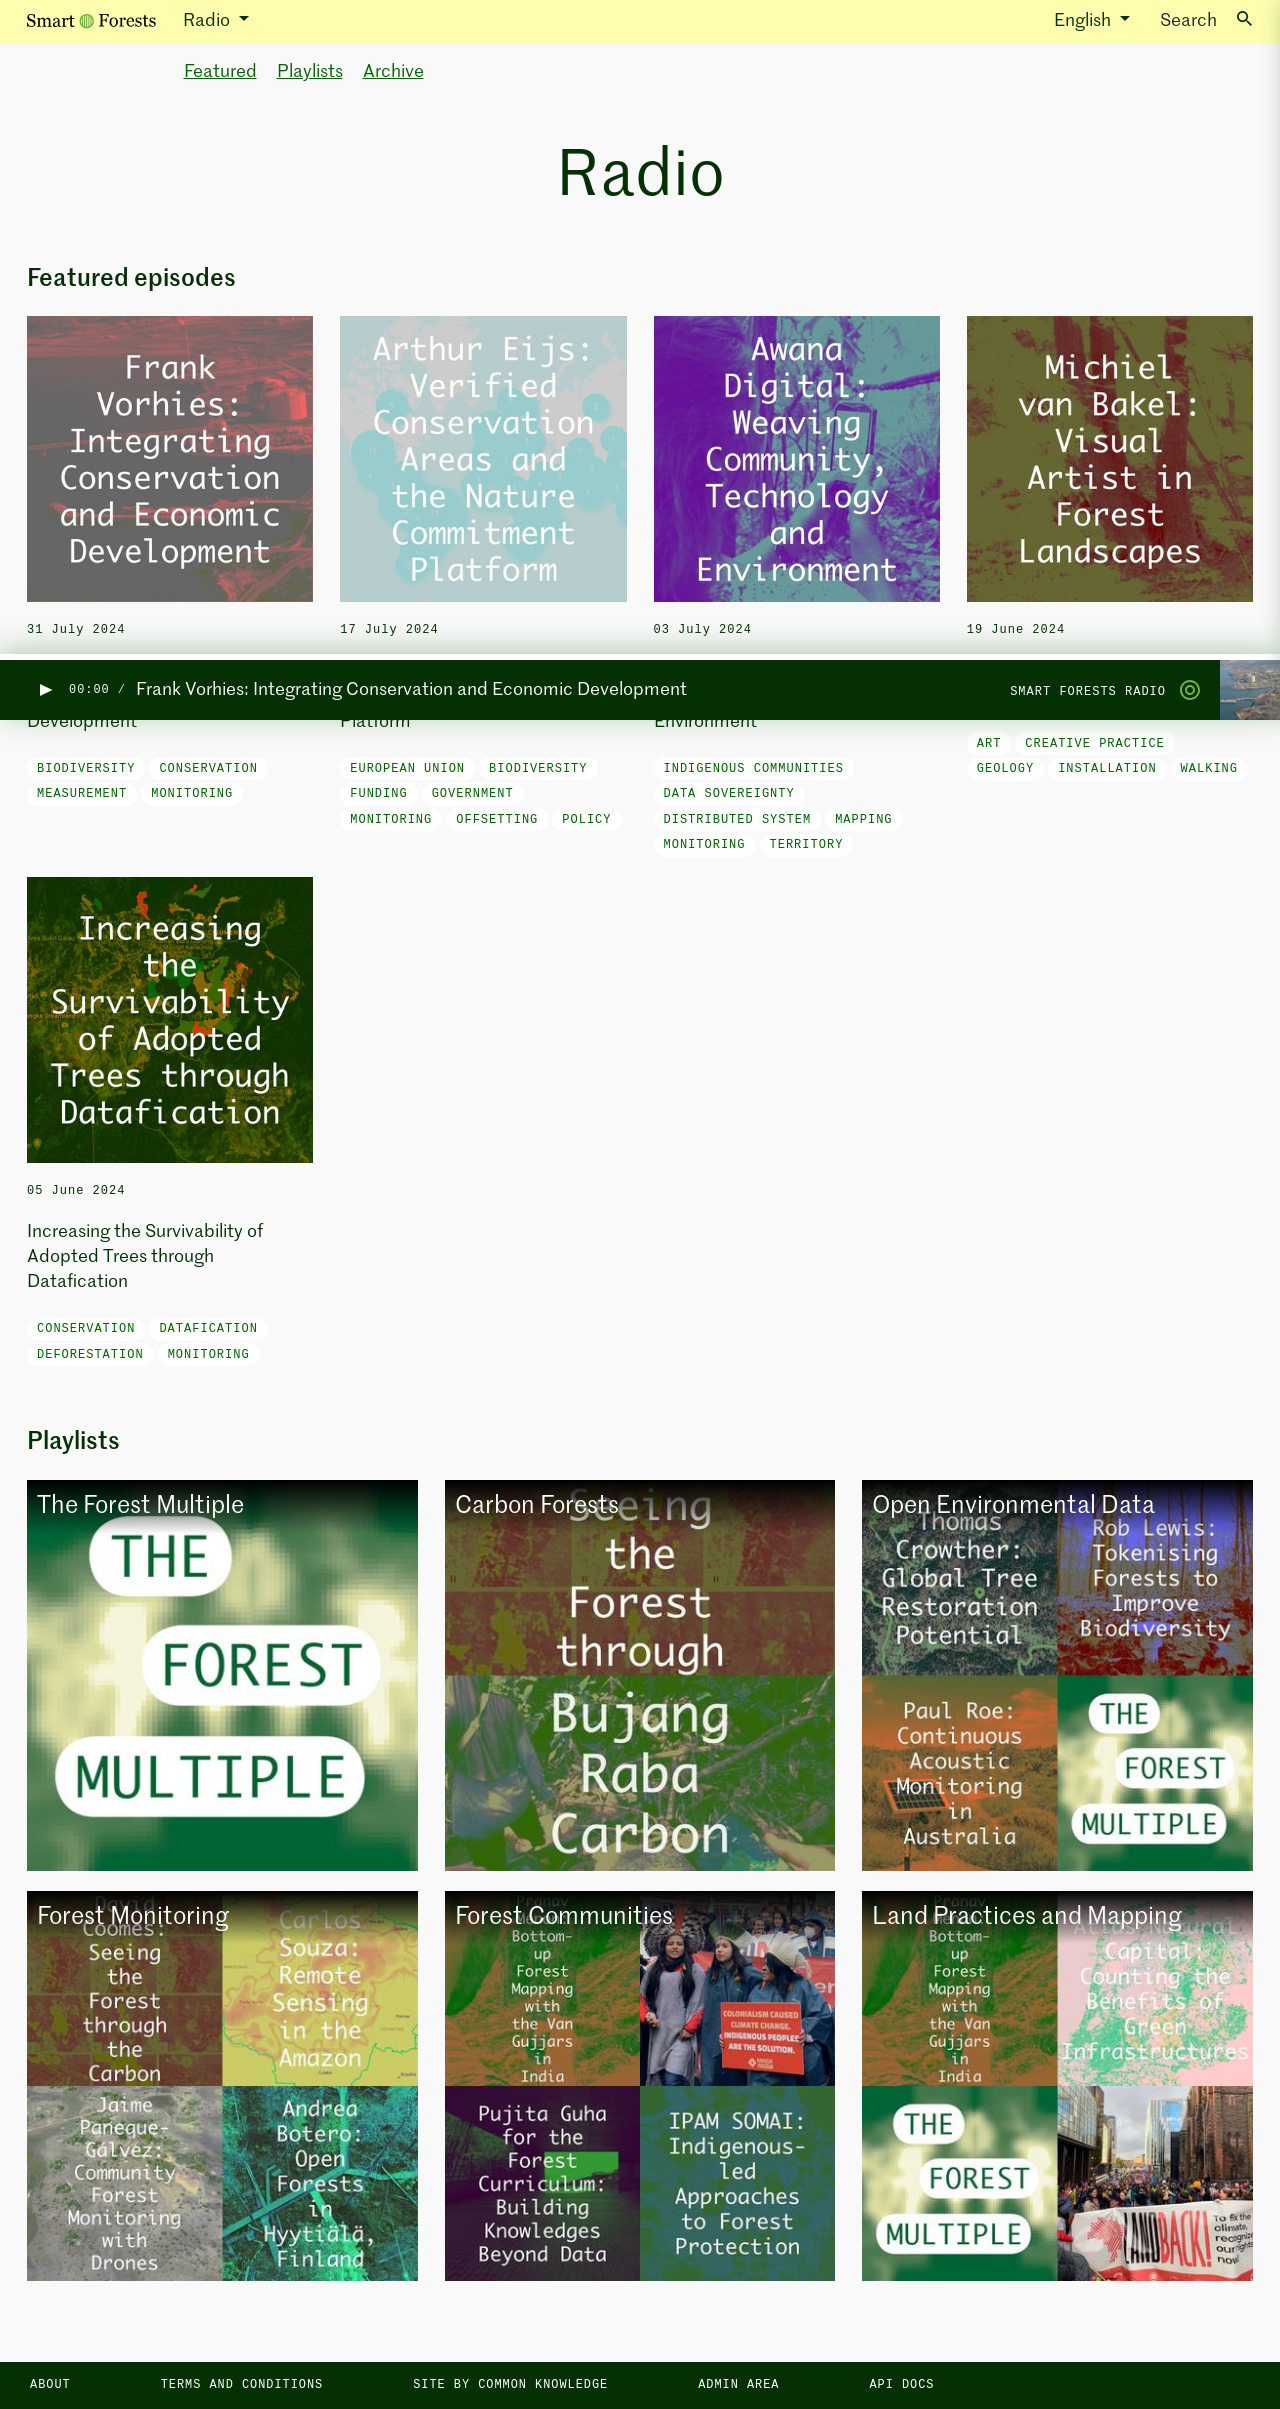 Smart Forests Radio English Search
Featured Playlists Archive
Radio
Featured episodes
Frank
Vorhies:
Integrating
Conservation
and Economic
Development
Arthur Eijs:
Verified
Conservation
Areas and
the Nature
Commitment
Platform
Awana
Digital:
Weaving
Community,
Technology
and
Environment
Michiel
van Bakel:
Visual
Artist in
Forest
Landscapes
31 July 2024
17 July 2024
03 July 2024
19 June 2024
00:00 / Frank Vorhies: Integrating Conservation and Economic Development
SMART FORESTS RADIO
Development
Platform
Environment
BIODIVERSITY CONSERVATION
MEASUREMENT MONITORING
EUROPEAN UNION BIODIVERSITY
FUNDING GOVERNMENT
MONITORING OFFSETTING POLICY
INDIGENOUS COMMUNITIES
DATA SOVEREIGNTY
DISTRIBUTED SYSTEM MAPPING
MONITORING TERRITORY
ART CREATIVE PRACTICE
GEOLOGY INSTALLATION WALKING
Increasing
the
Survivability
of Adopted
Trees through
Datafication
05 June 2024
Increasing the Survivability of
Adopted Trees through
Datafication
CONSERVATION DATAFICATION
DEFORESTATION MONITORING
Playlists
The Forest Multiple
THE
FOREST
MULTIPLE
Carbon Forests
Seeing
the
Forest
through
Bujang
Raba
Carbon
Open Environmental Data
Thomas
Crowther:
Global Tree
Restoration
Potential
Rob Lewis:
Tokenising
Forests to
Improve
Biodiversity
Paul Roe:
Continuous
Acoustic
Monitoring
in
Australia
THE
FOREST
MULTIPLE
Forest Monitoring
David
Coomes:
Seeing
the
Forest
through
the
Carbon
Carlos
Souza:
Remote
Sensing
in the
Amazon
Jaime
Paneque-
Gálvez:
Community
Forest
Monitoring
with
Drones
Andrea
Botero:
Open
Forests
in
Hyytiälä,
Finland
Forest Communities
Pranav
Menon:
Bottom-
up
Forest
Mapping
with
the Van
Gujjars
in
India
COLONIALISM CAUSED
CLIMATE CHANGE.
INDIGENOUS PEOPLES
ARE THE SOLUTION.
Pujita Guha
for the
Forest
Curriculum:
Building
Knowledges
Beyond Data
IPAM SOMAI:
Indigenous-
led
Approaches
to Forest
Protection
Land Practices and Mapping
Pranav
Menon:
Bottom-
up
Forest
Mapping
with
the Van
Gujjars
in
India
Natural
Capital:
Counting the
Benefits of
Green
Infrastructures
THE
FOREST
MULTIPLE
LANDBACK!
To fix the
climate,
recognize
our rights
now!
ABOUT TERMS AND CONDITIONS SITE BY COMMON KNOWLEDGE ADMIN AREA API DOCS